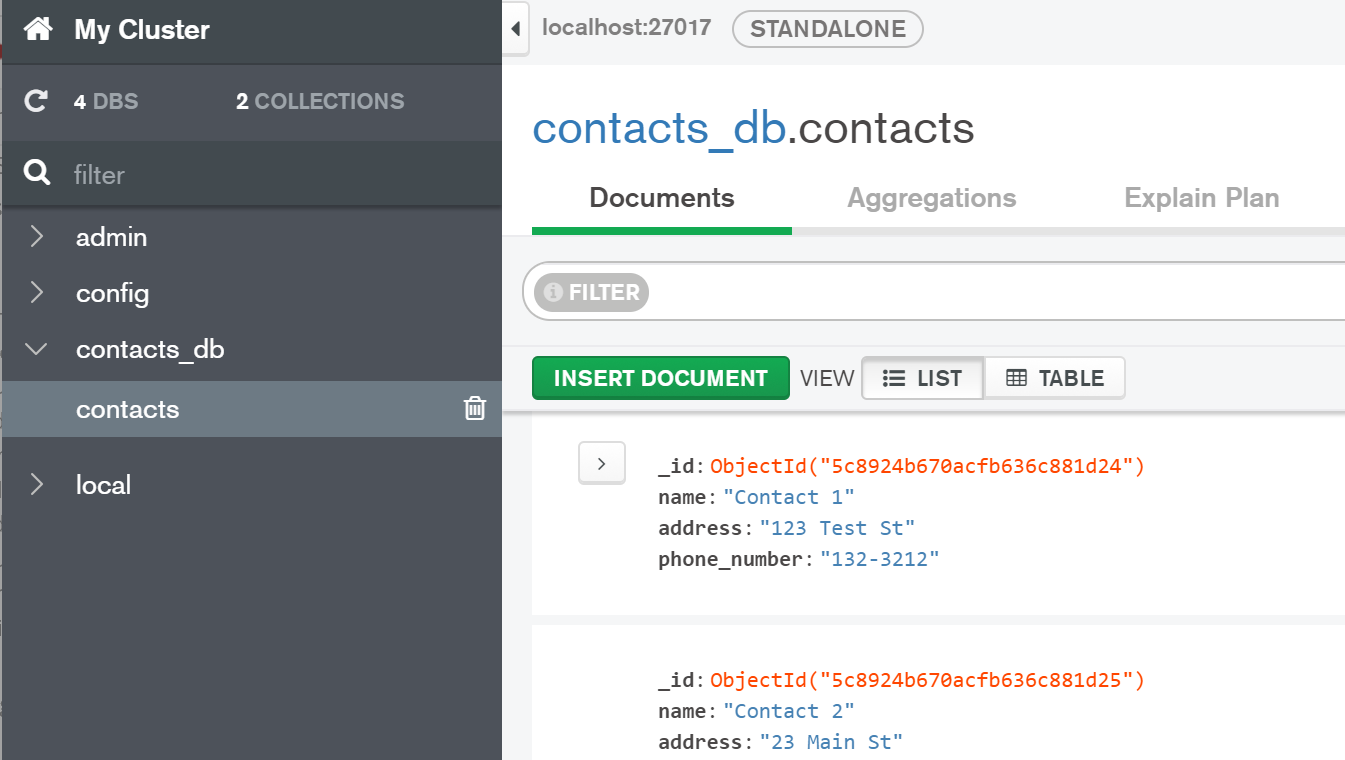 My Cluster
4 DBS 2 COLLECTIONS
filter
admin
config
contacts_db
contacts
local
localhost:27017 STANDALONE
contacts_db.contacts
Documents Aggregations Explain Plan
FILTER
INSERT DOCUMENT VIEW LIST TABLE
_id: ObjectId("5c8924b670acfb636c881d24")
name: "Contact 1"
address: "123 Test St"
phone_number: "132-3212"
_id: ObjectId("5c8924b670acfb636c881d25")
name: "Contact 2"
address: "23 Main St"